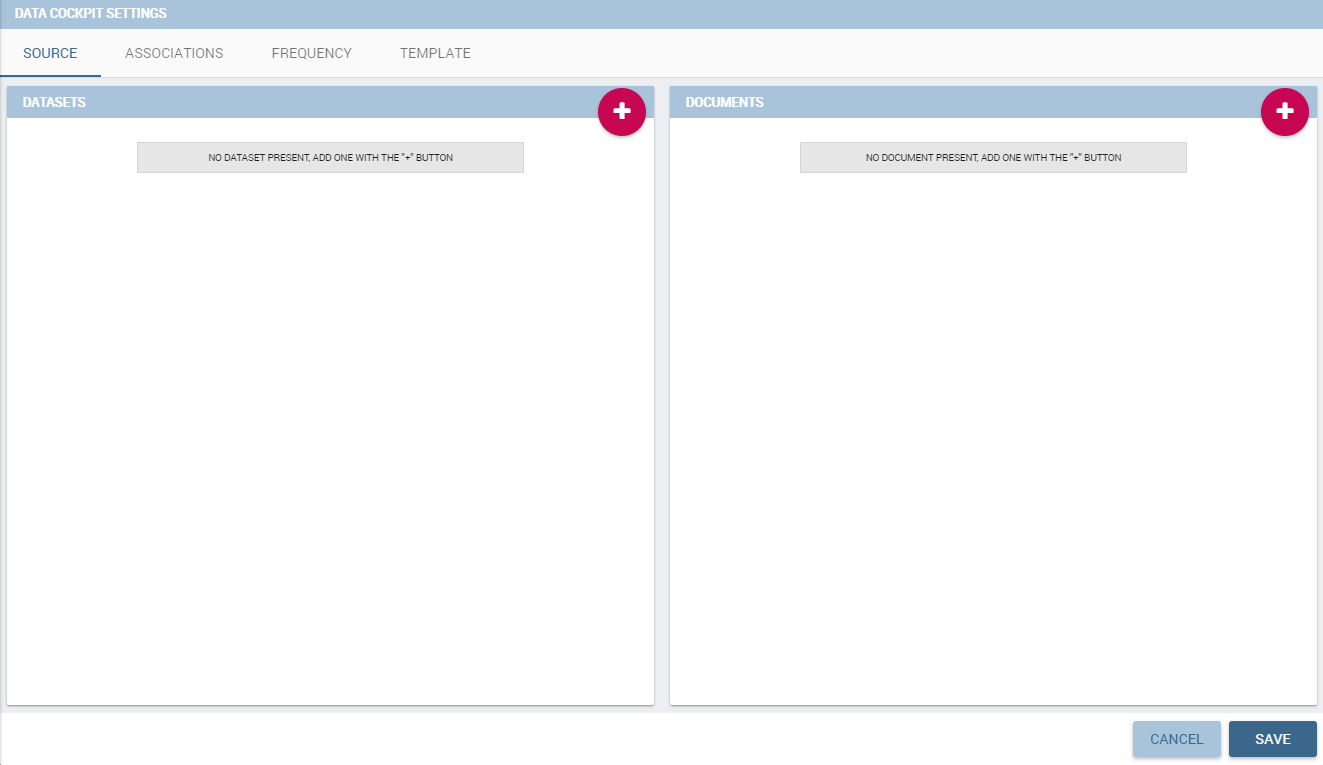 DATA COCKPIT SETTINGS
SOURCE ASSOCIATIONS FREQUENCY TEMPLATE
DATASETS
NO DATASET PRESENT, ADD ONE WITH THE "+" BUTTON
DOCUMENTS
NO DOCUMENT PRESENT, ADD ONE WITH THE "+" BUTTON
CANCEL SAVE